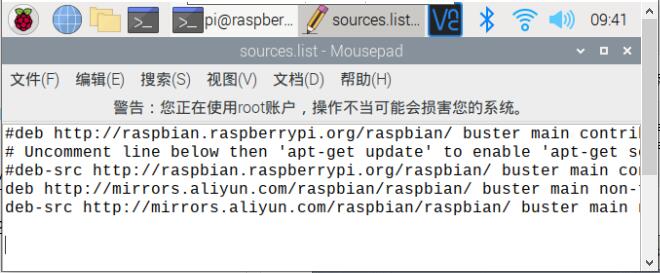 pi@raspber... sources.list... VNC 09:41
sources.list - Mousepad
文件(F) 编辑(E) 搜索(S) 视图(V) 文档(D) 帮助(H)
警告：您正在使用root账户，操作不当可能会损害您的系统。
#deb http://raspbian.raspberrypi.org/raspbian/ buster main contri
# Uncomment line below then 'apt-get update' to enable 'apt-get s
#deb-src http://raspbian.raspberrypi.org/raspbian/ buster main co
deb http://mirrors.aliyun.com/raspbian/raspbian/ buster main non-
deb-src http://mirrors.aliyun.com/raspbian/raspbian/ buster main